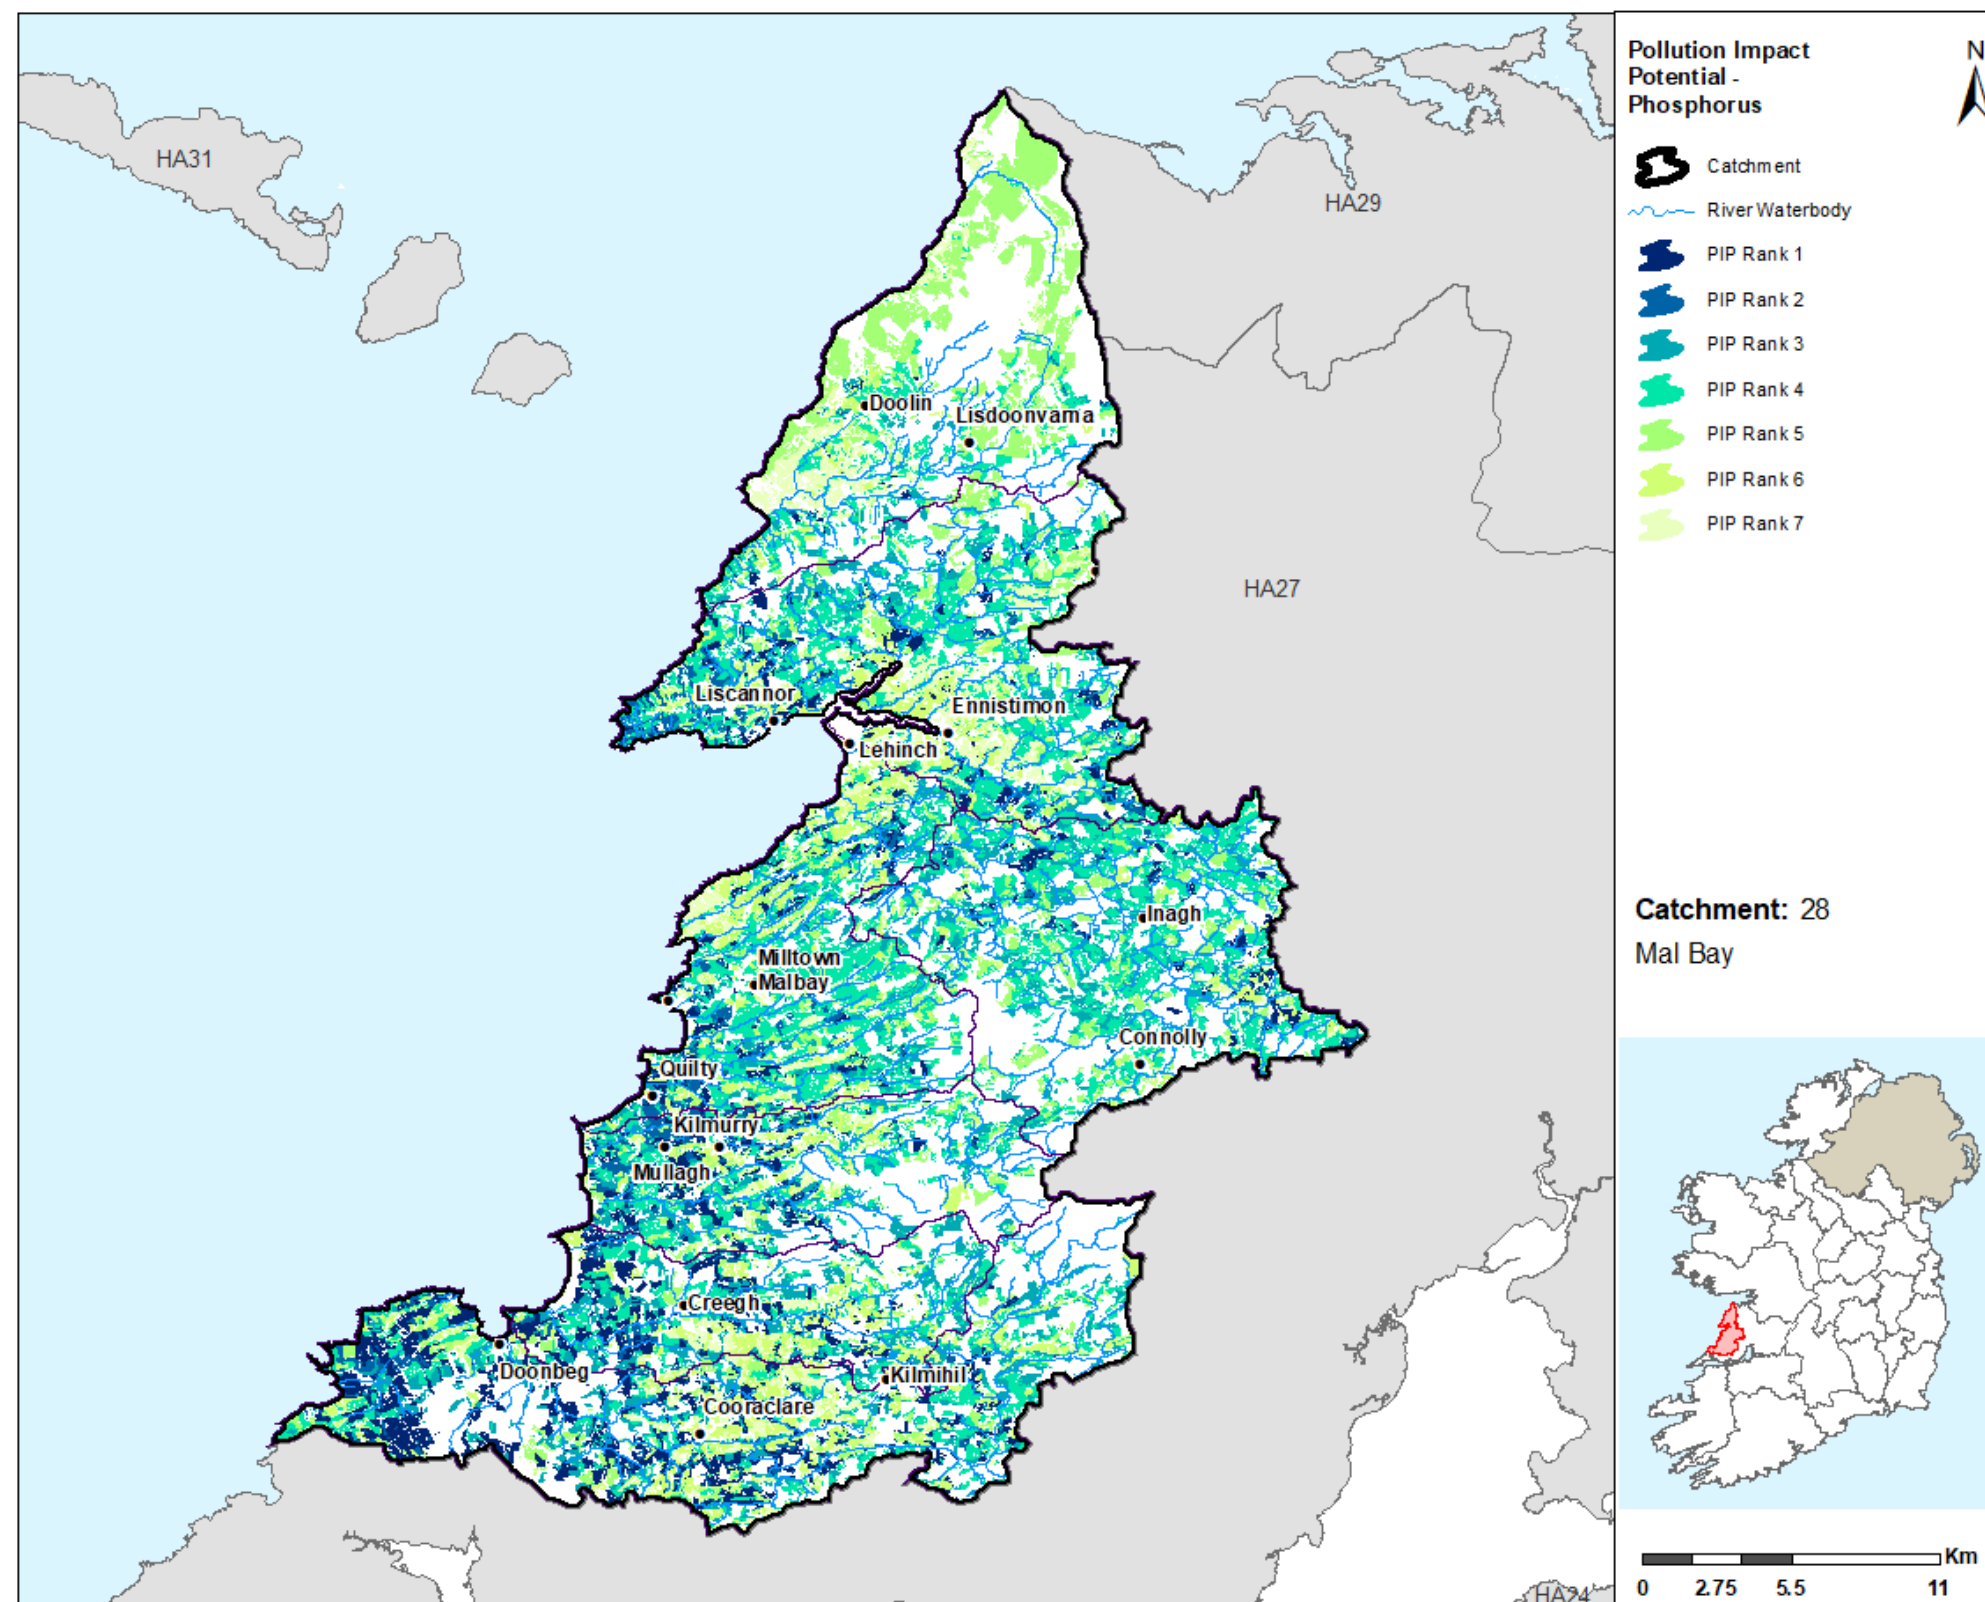 Pollution Impact
Potential -
Phosphorus
N
Catchment
River Waterbody
PIP Rank 1
PIP Rank 2
PIP Rank 3
PIP Rank 4
PIP Rank 5
PIP Rank 6
PIP Rank 7
HA31
HA29
HA27
HA24
Doolin
Lisdoonvarna
Liscannor
Ennistimon
Lehinch
Inagh
Milltown
Malbay
Connolly
Quilty
Kilmurry
Mullagh
Creegh
Doonbeg
Kilmihil
Cooraclare
Catchment: 28
Mal Bay
Km
0 2.75 5.5 11